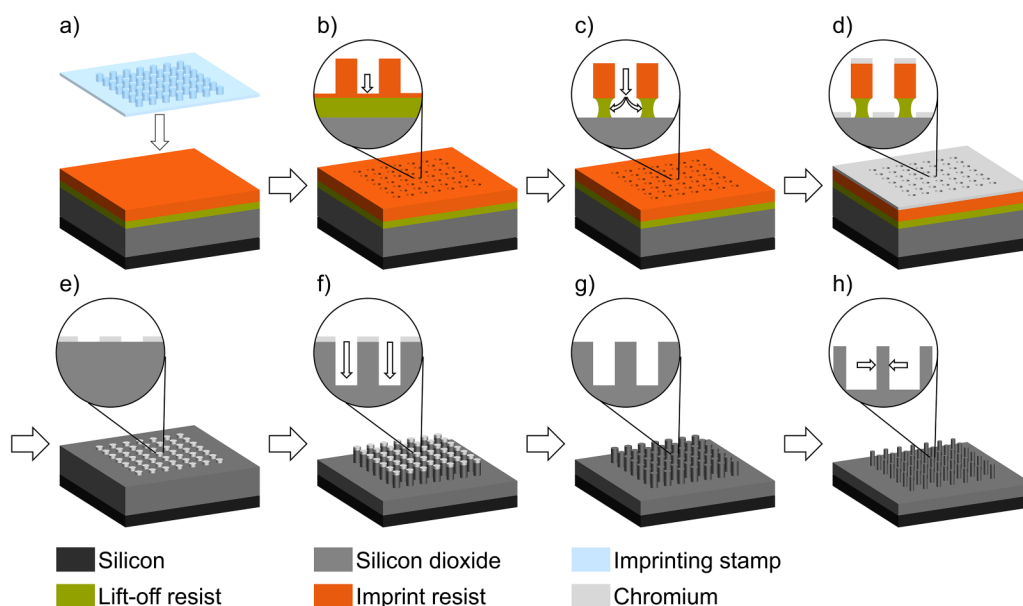 a) b) c) d)
e) f) g) h)
Silicon Silicon dioxide Imprinting stamp
Lift-off resist Imprint resist Chromium